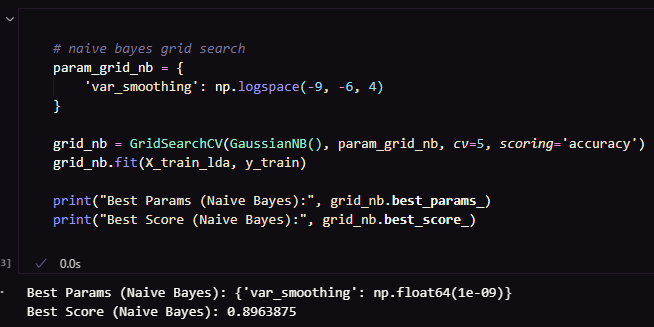 # naive bayes grid search
param_grid_nb = {
    'var_smoothing': np.logspace(-9, -6, 4)
}
grid_nb = GridSearchCV(GaussianNB(), param_grid_nb, cv=5, scoring='accuracy')
grid_nb.fit(X_train_lda, y_train)
print("Best Params (Naive Bayes):", grid_nb.best_params_)
print("Best Score (Naive Bayes):", grid_nb.best_score_)
3] 0.0s
Best Params (Naive Bayes): {'var_smoothing': np.float64(1e-09)}
Best Score (Naive Bayes): 0.8963875